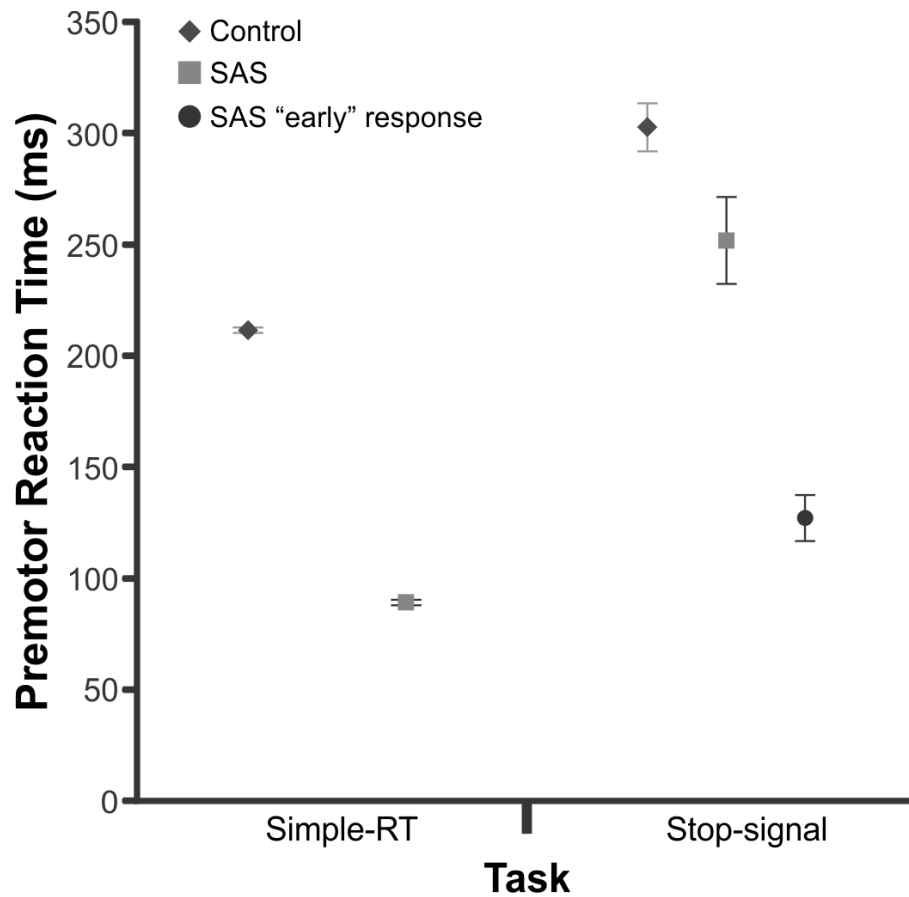 Control
SAS
SAS “early” response
Premotor Reaction Time (ms)
350
300
250
200
150
100
50
0
Simple-RT
Stop-signal
Task